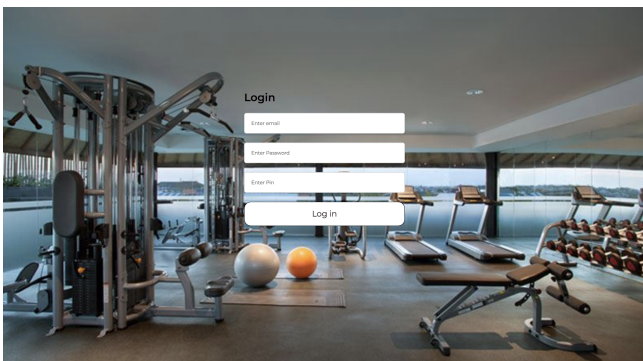 Login
Enter email
Enter Password
Enter Pin
Log in